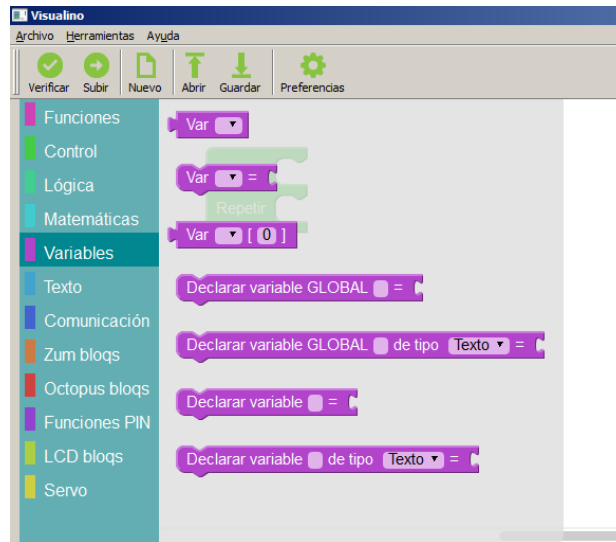 Visualino
Archivo Herramientas Ayuda
Verificar Subir Nuevo Abrir Guardar Preferencias
Funciones
Control
Lógica
Matemáticas
Variables
Texto
Comunicación
Zum bloqs
Octopus bloqs
Funciones PIN
LCD bloqs
Servo
Var
Var =
Repetir
Var [ 0 ]
Declarar variable GLOBAL =
Declarar variable GLOBAL de tipo Texto =
Declarar variable =
Declarar variable de tipo Texto =